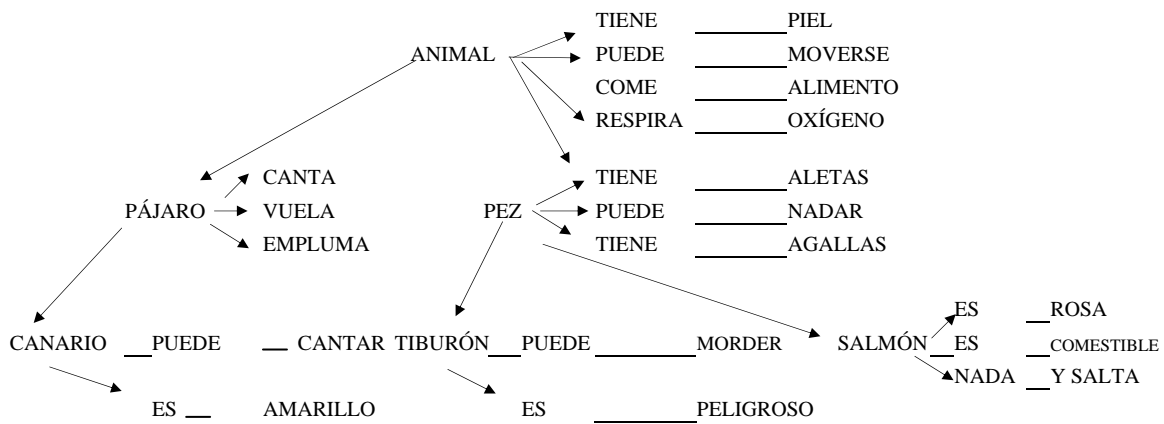 TIENE PIEL
ANIMAL PUEDE MOVERSE
COME ALIMENTO
RESPIRA OXÍGENO
CANTA TIENE ALETAS
PÁJARO VUELA PEZ PUEDE NADAR
EMPLUMA TIENE AGALLAS
ES ROSA
CANARIO PUEDE CANTAR TIBURÓN PUEDE MORDER SALMÓN ES COMESTIBLE
NADA Y SALTA
ES AMARILLO ES PELIGROSO